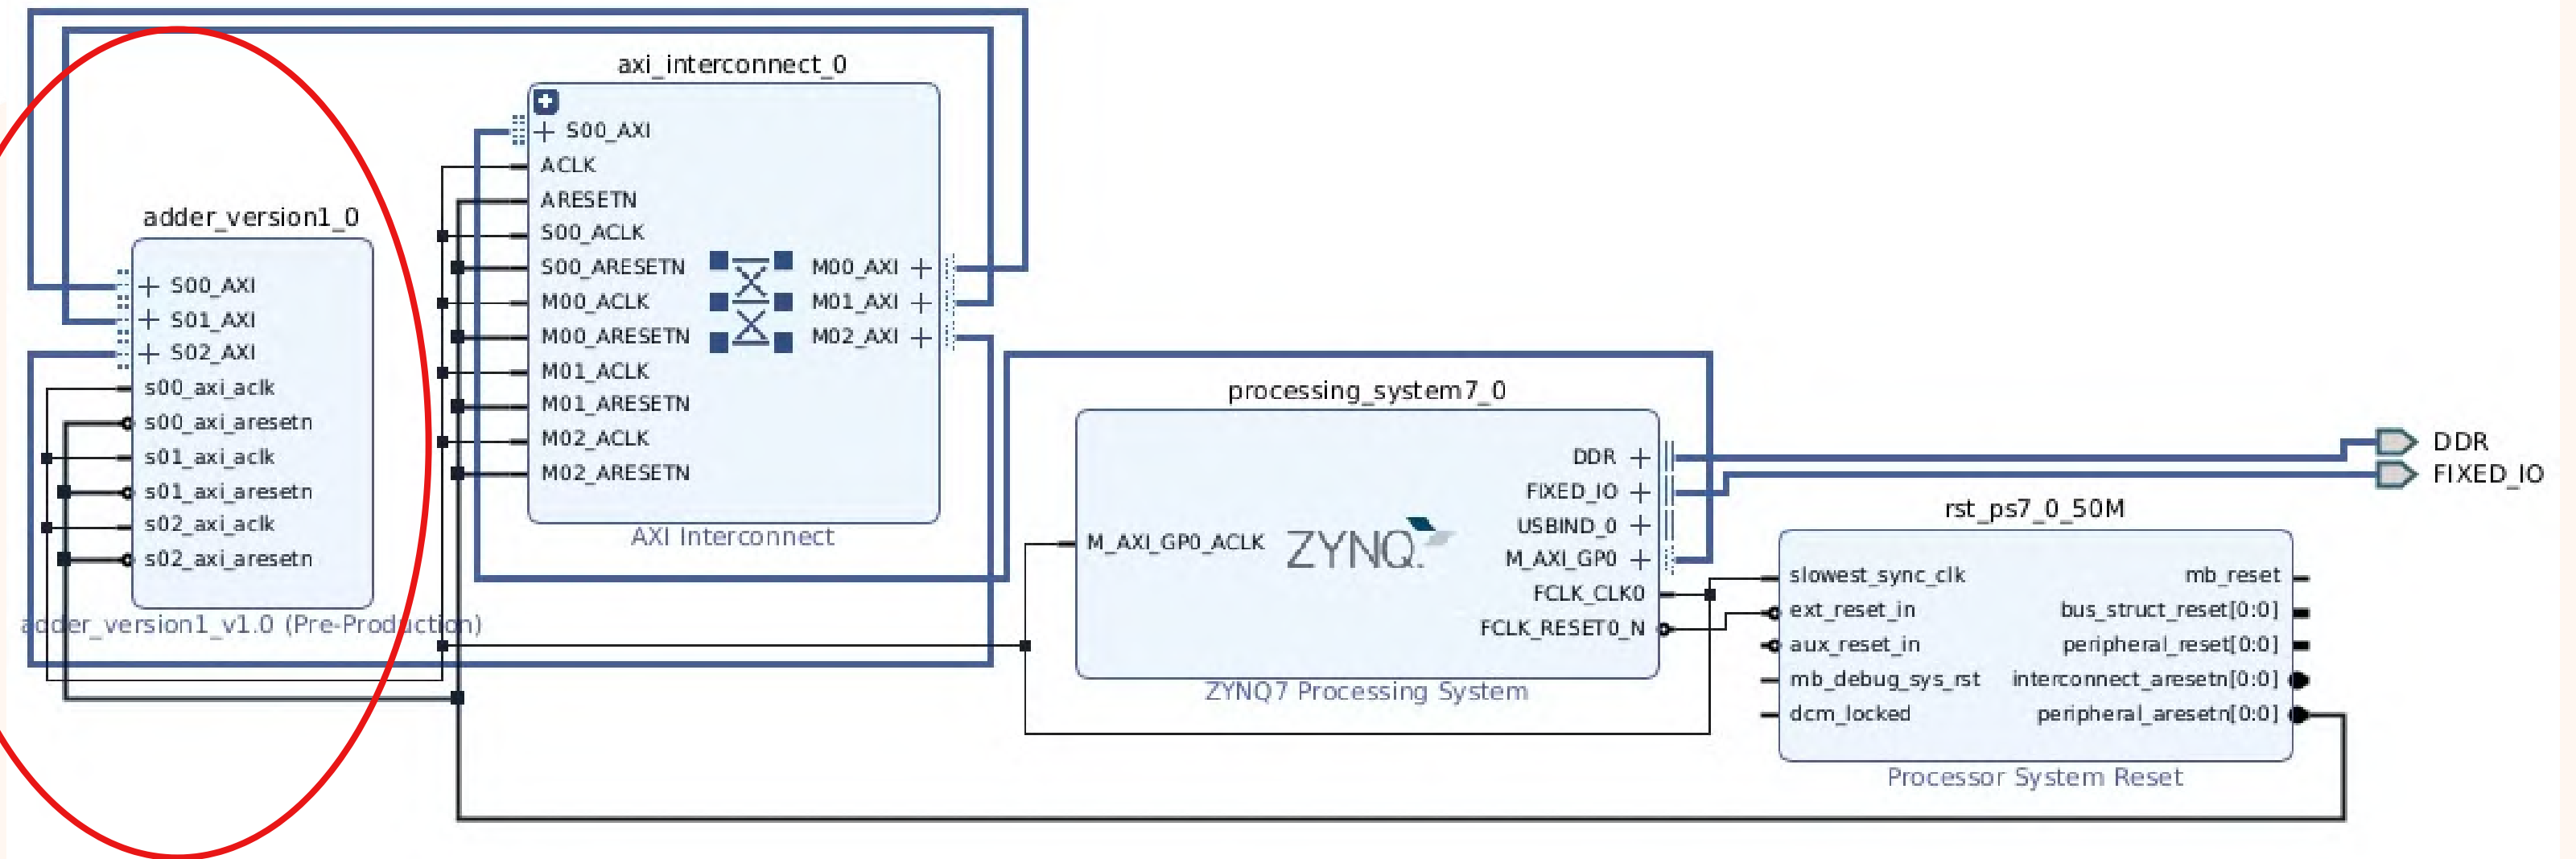 adder_version1_0
S00_AXI
S01_AXI
S02_AXI
s00_axi_aclk
s00_axi_aresetn
s01_axi_aclk
s01_axi_aresetn
s02_axi_aclk
s02_axi_aresetn
adder_version1_v1.0 (Pre-Production)
axi_interconnect_0
S00_AXI
ACLK
ARESETN
S00_ACLK
S00_ARESETN
M00_ACLK
M00_ARESETN
M01_ACLK
M01_ARESETN
M02_ACLK
M02_ARESETN
M00_AXI
M01_AXI
M02_AXI
AXI Interconnect
processing_system7_0
M_AXI_GP0_ACLK
ZYNQ
DDR
FIXED_IO
USBIND_0
M_AXI_GP0
FCLK_CLK0
FCLK_RESET0_N
ZYNQ7 Processing System
rst_ps7_0_50M
slowest_sync_clk
ext_reset_in
aux_reset_in
mb_debug_sys_rst
dcm_locked
mb_reset
bus_struct_reset[0:0]
peripheral_reset[0:0]
interconnect_aresetn[0:0]
peripheral_aresetn[0:0]
Processor System Reset
DDR
FIXED_IO